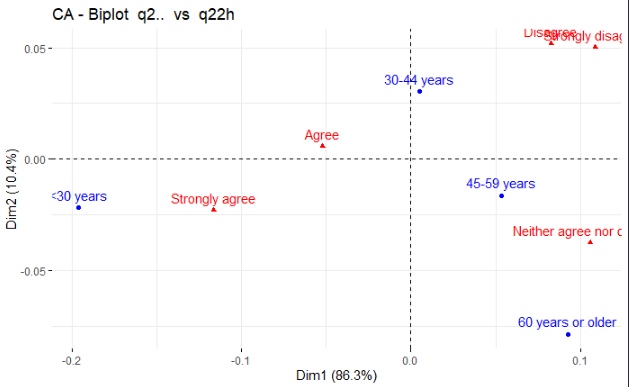 CA - Biplot q2.. vs q22h
Disagree
Strongly disag
0.05
30-44 years
Agree
0.00
45-59 years
<30 years
Strongly agree
Neither agree nor d
-0.05
60 years or older
-0.2
-0.1
0.0
0.1
Dim1 (86.3%)
Dim2 (10.4%)